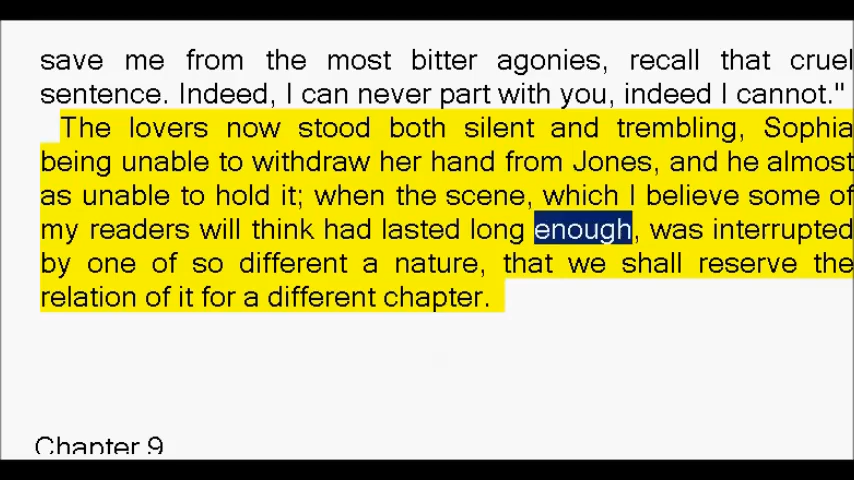 save me from the most bitter agonies, recall that cruel
sentence. Indeed, I can never part with you, indeed I cannot."
The lovers now stood both silent and trembling, Sophia
being unable to withdraw her hand from Jones, and he almost
as unable to hold it; when the scene, which I believe some of
my readers will think had lasted long enough, was interrupted
by one of so different a nature, that we shall reserve the
relation of it for a different chapter.
Chapter 9